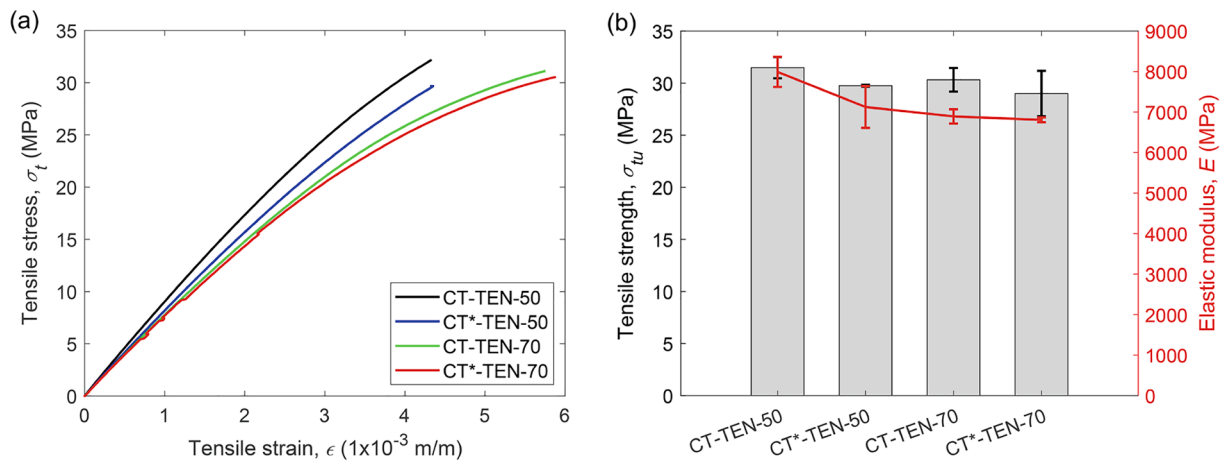 (a)
35
30
25
20
15
10
5
0
Tensile stress, σt (MPa)
0 1 2 3 4 5 6
Tensile strain, ϵ (1x10⁻³ m/m)
CT-TEN-50
CT*-TEN-50
CT-TEN-70
CT*-TEN-70
(b)
35
30
25
20
15
10
5
0
Tensile strength, σtu (MPa)
CT-TEN-50
CT*-TEN-50
CT-TEN-70
CT*-TEN-70
9000
8000
7000
6000
5000
4000
3000
2000
1000
0
Elastic modulus, E (MPa)